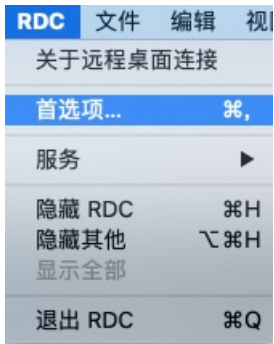 RDC 文件 编辑
关于远程桌面连接
首选项... ⌘,
服务 ▶
隐藏 RDC ⌘H
隐藏其他 ⌥⌘H
显示全部
退出 RDC ⌘Q